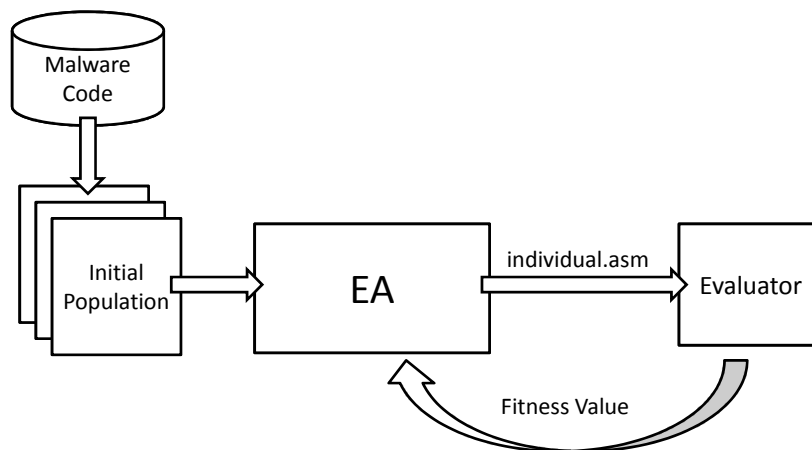 Malware
Code
Initial
Population
EA
individual.asm
Evaluator
Fitness Value